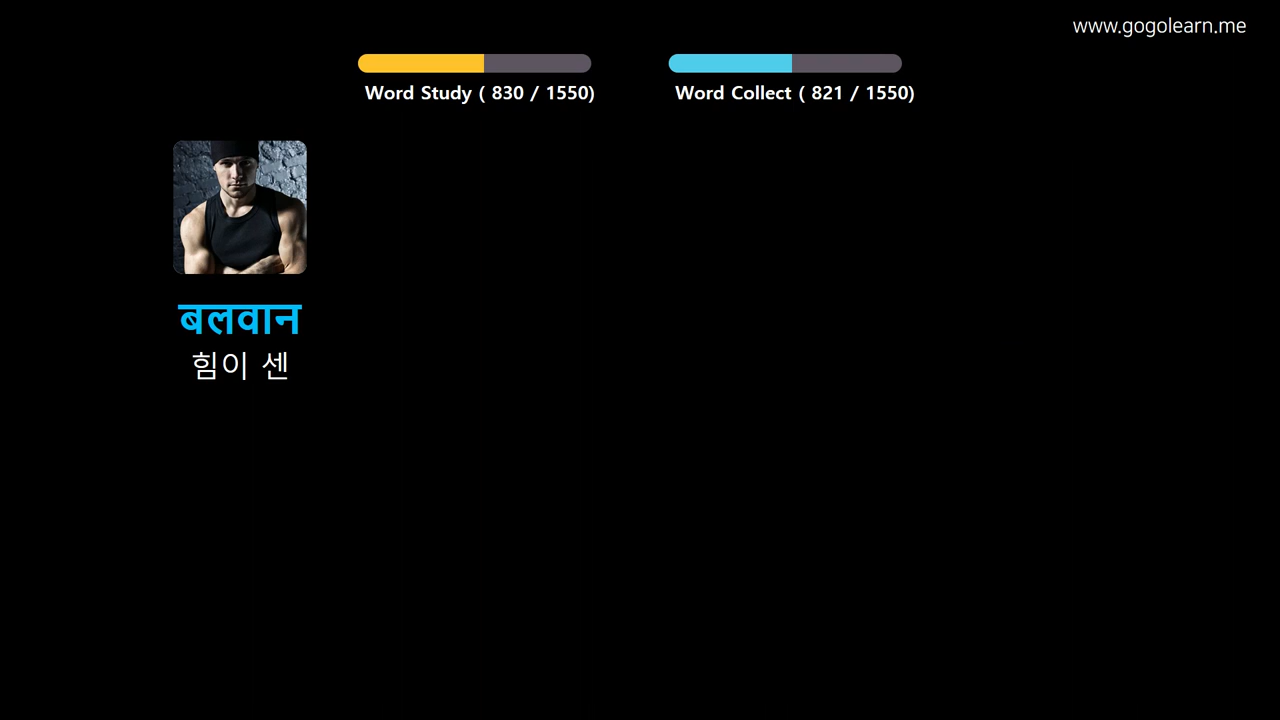 www.gogolearn.me
Word Study ( 830 / 1550)
Word Collect ( 821 / 1550)
बलवान
힘이 센